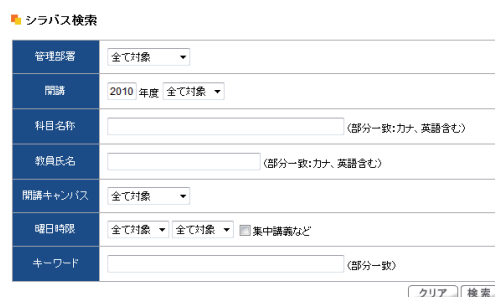 シラバス検索
管理部署 全て対象
開講 2010 年度 全て対象
科目名称 (部分一致:カナ、英語含む)
教員氏名 (部分一致:カナ、英語含む)
開講キャンパス 全て対象
曜日時限 全て対象 全て対象 集中講義など
キーワード (部分一致)
クリア 検索